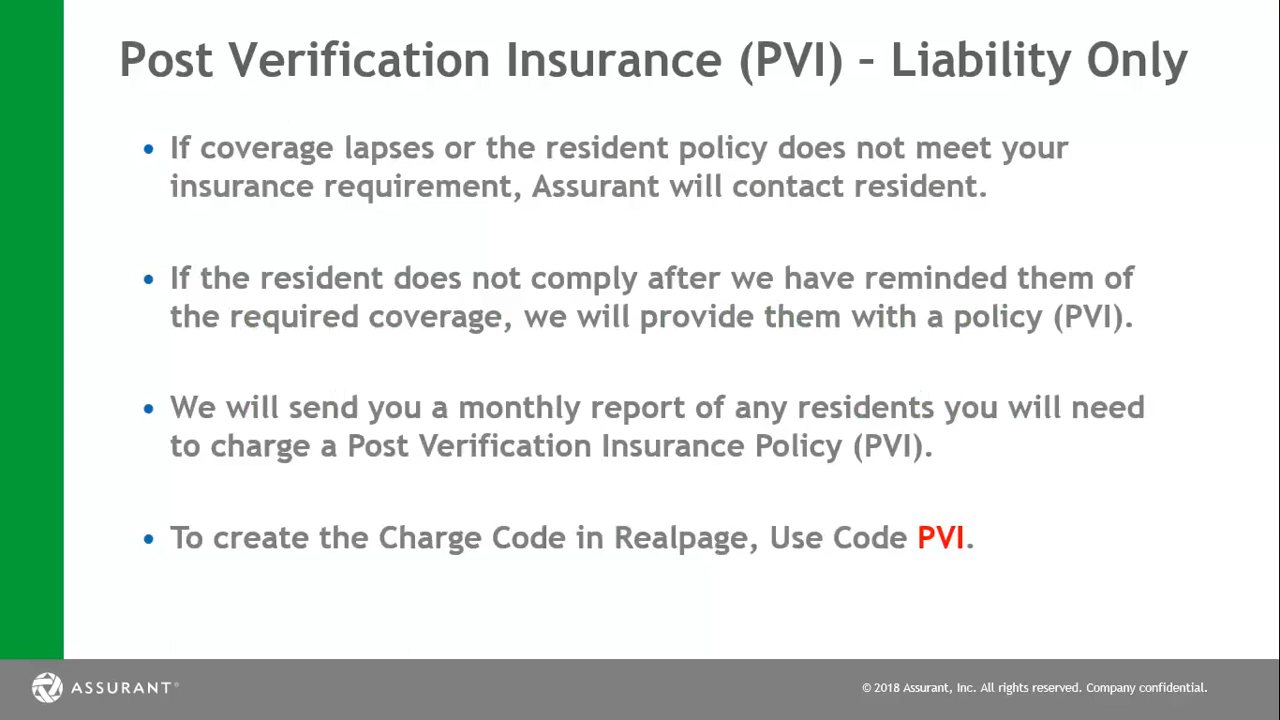 Post Verification Insurance (PVI) – Liability Only
• If coverage lapses or the resident policy does not meet your
insurance requirement, Assurant will contact resident.
• If the resident does not comply after we have reminded them of
the required coverage, we will provide them with a policy (PVI).
• We will send you a monthly report of any residents you will need
to charge a Post Verification Insurance Policy (PVI).
• To create the Charge Code in Realpage, Use Code PVI.
ASSURANT®
© 2018 Assurant, Inc. All rights reserved. Company confidential.